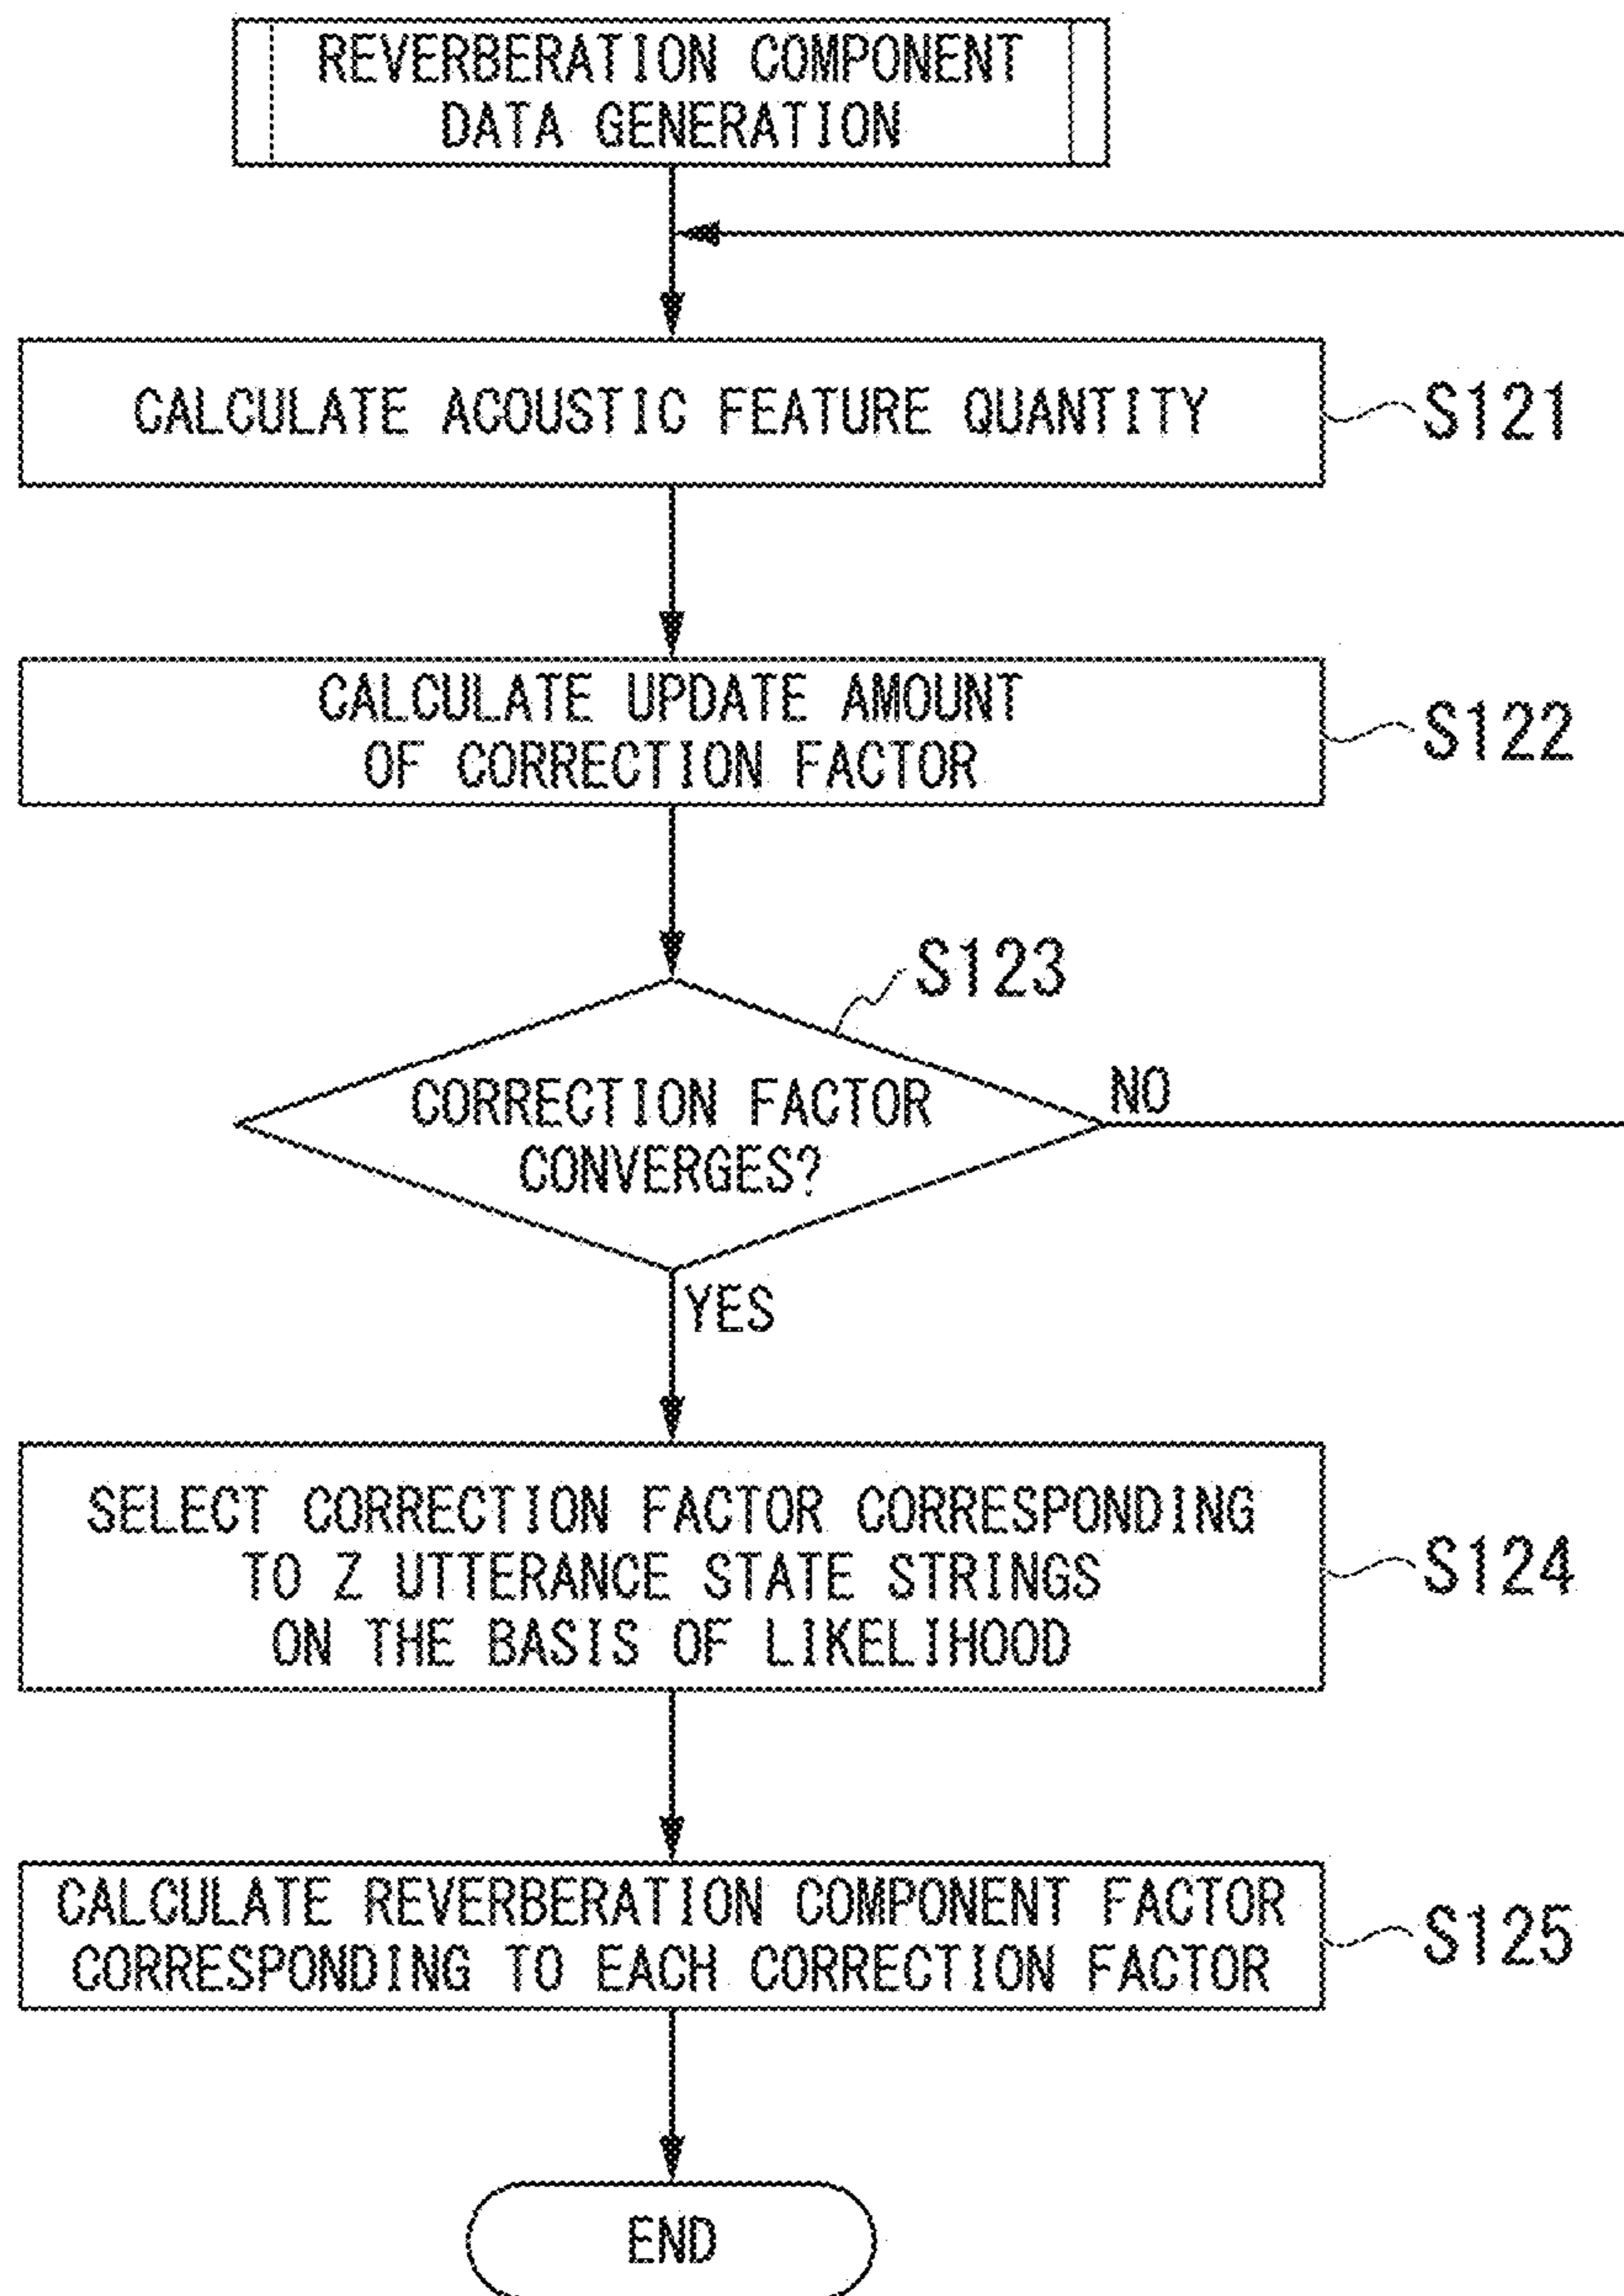 REVERBERATION COMPONENT
DATA GENERATION
CALCULATE ACOUSTIC FEATURE QUANTITY
S121
CALCULATE UPDATE AMOUNT
OF CORRECTION FACTOR
S122
S123
CORRECTION FACTOR
CONVERGES?
NO
YES
SELECT CORRECTION FACTOR CORRESPONDING
TO Z UTTERANCE STATE STRINGS
ON THE BASIS OF LIKELIHOOD
S124
CALCULATE REVERBERATION COMPONENT FACTOR
CORRESPONDING TO EACH CORRECTION FACTOR
S125
END